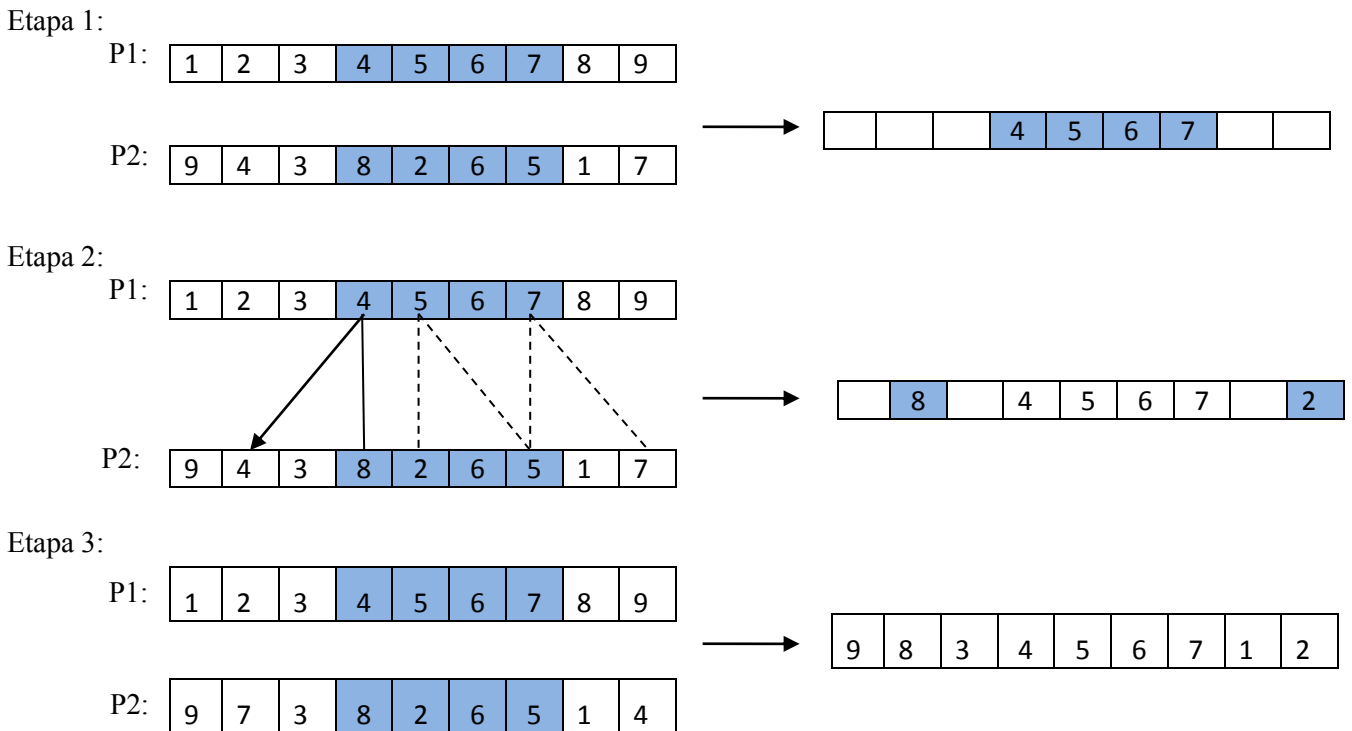 Etapa 1:
P1: 1 2 3 4 5 6 7 8 9
4 5 6 7
P2: 9 4 3 8 2 6 5 1 7
Etapa 2:
P1: 1 2 3 4 5 6 7 8 9
8 4 5 6 7 2
P2: 9 4 3 8 2 6 5 1 7
Etapa 3:
P1: 1 2 3 4 5 6 7 8 9
9 8 3 4 5 6 7 1 2
P2: 9 7 3 8 2 6 5 1 4